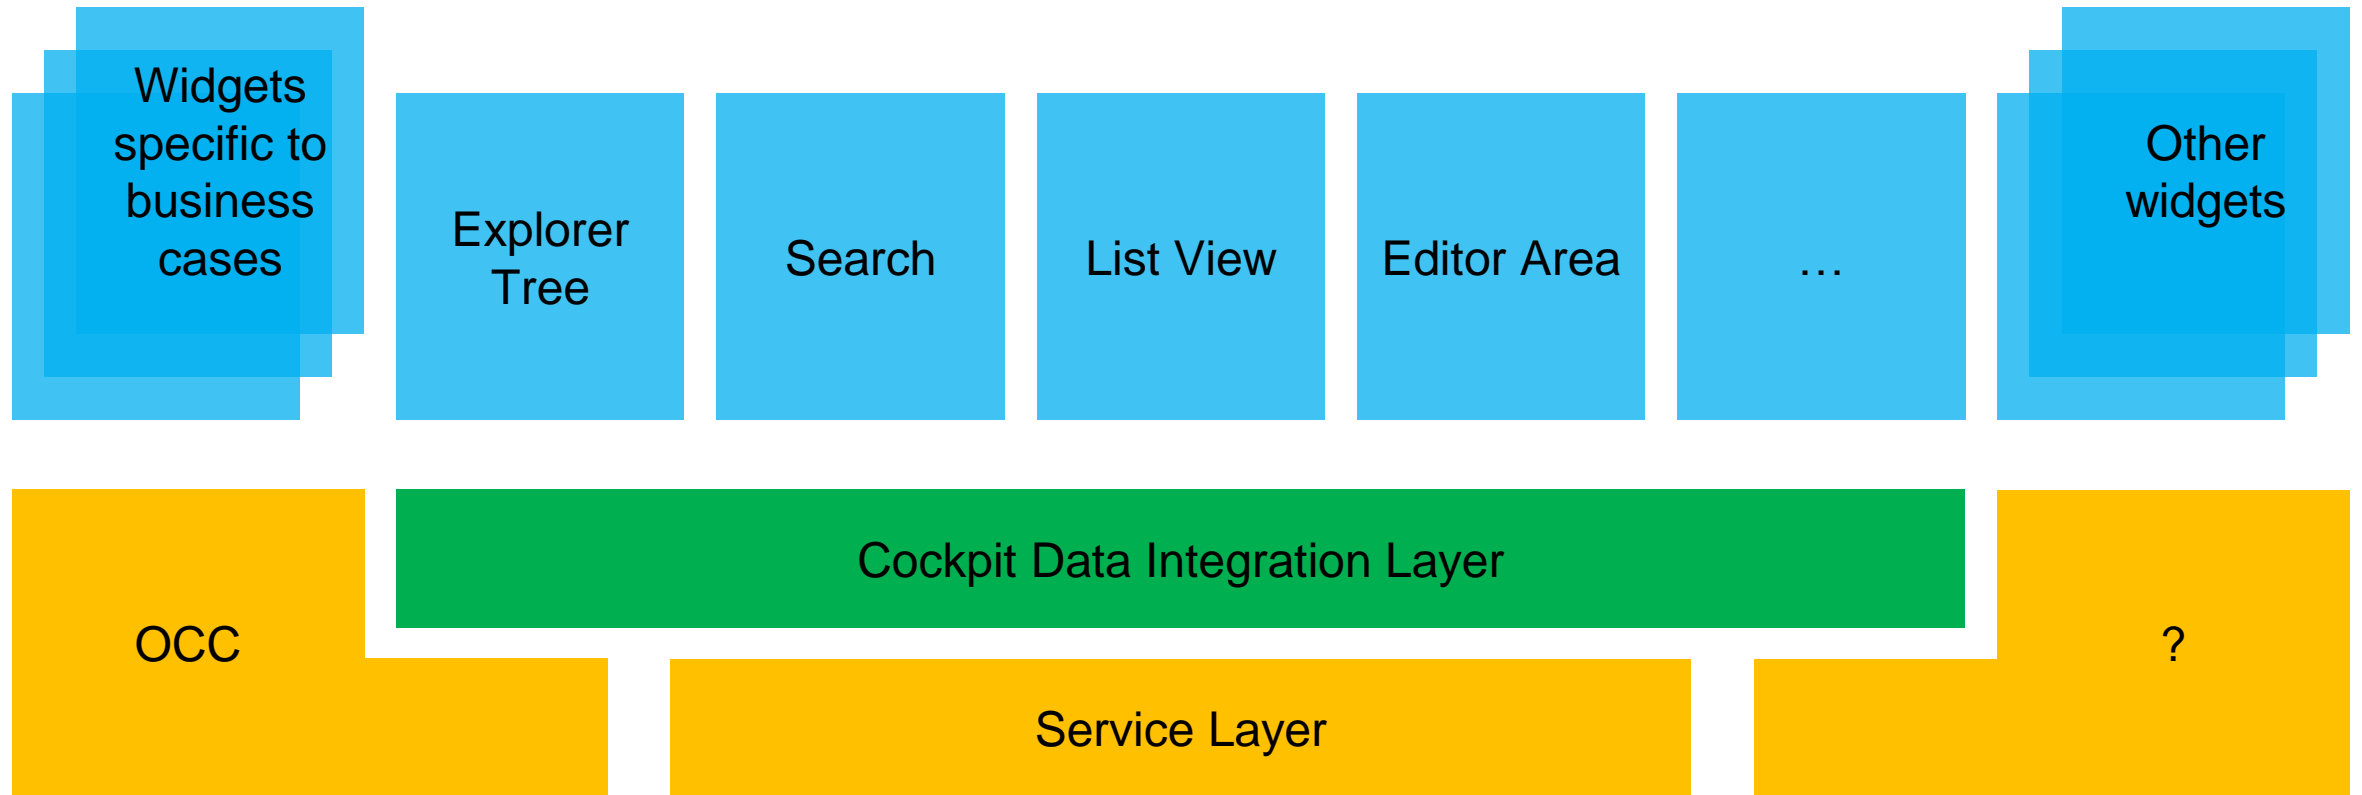 Widgets
specific to
business
cases
Explorer
Tree
Search
List View
Editor Area
…
Other
widgets
Cockpit Data Integration Layer
OCC
?
Service Layer